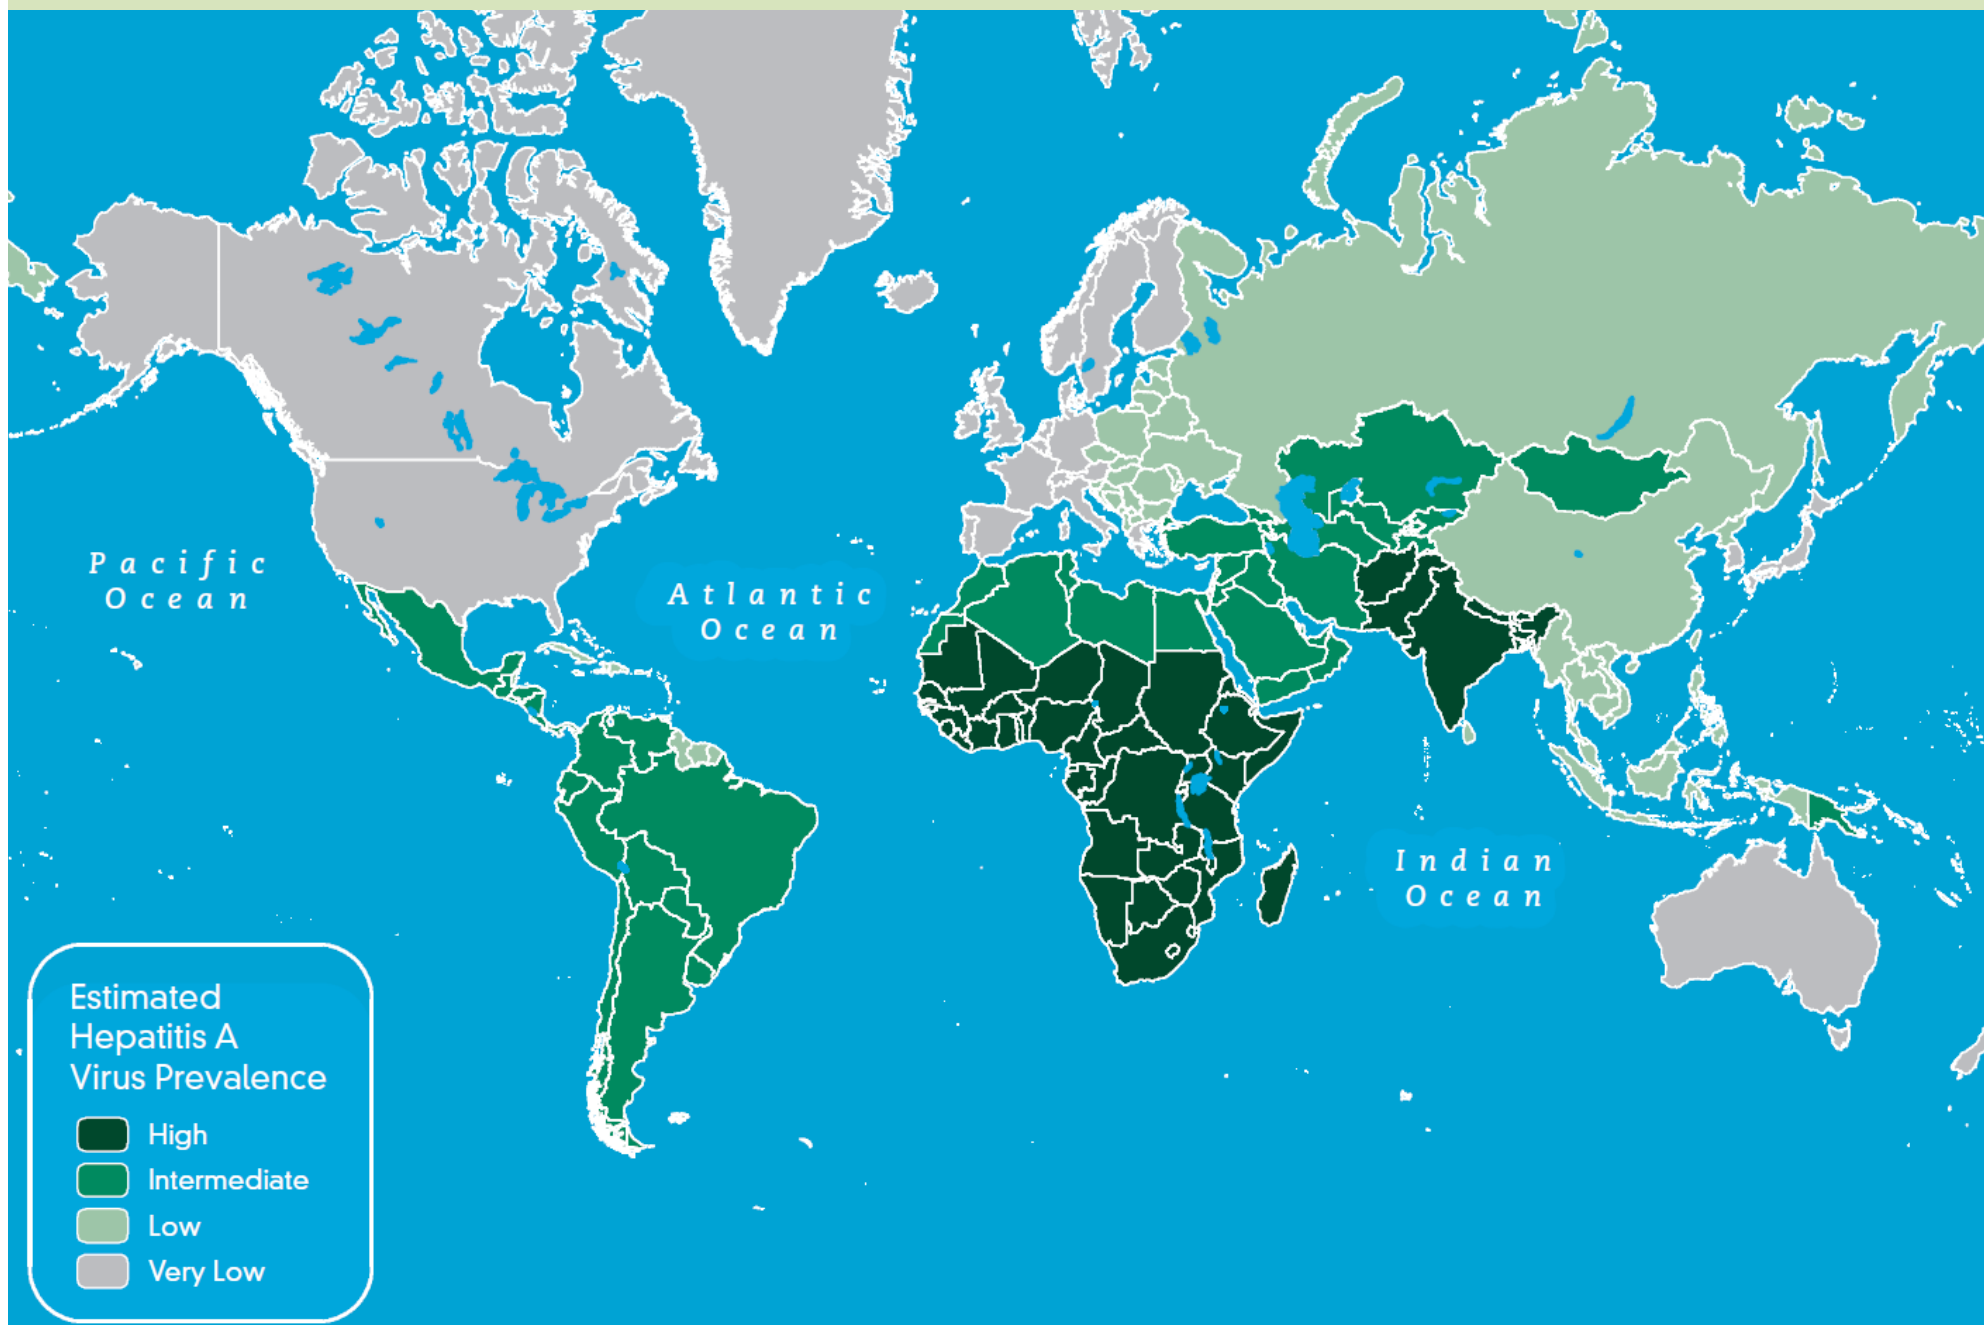 Pacific
Ocean
Atlantic
Ocean
Indian
Ocean
Estimated
Hepatitis A
Virus Prevalence
High
Intermediate
Low
Very Low